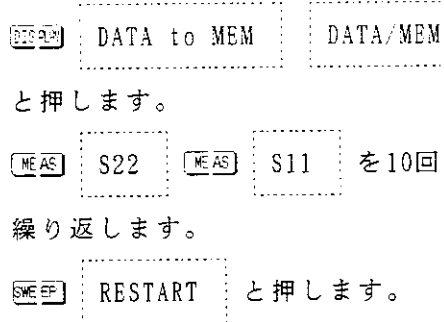 DISPLAY DATA to MEM DATA/MEM
と押します。
MEAS S22 MEAS S11 を10回
繰り返します。
SWEEP RESTART と押します。